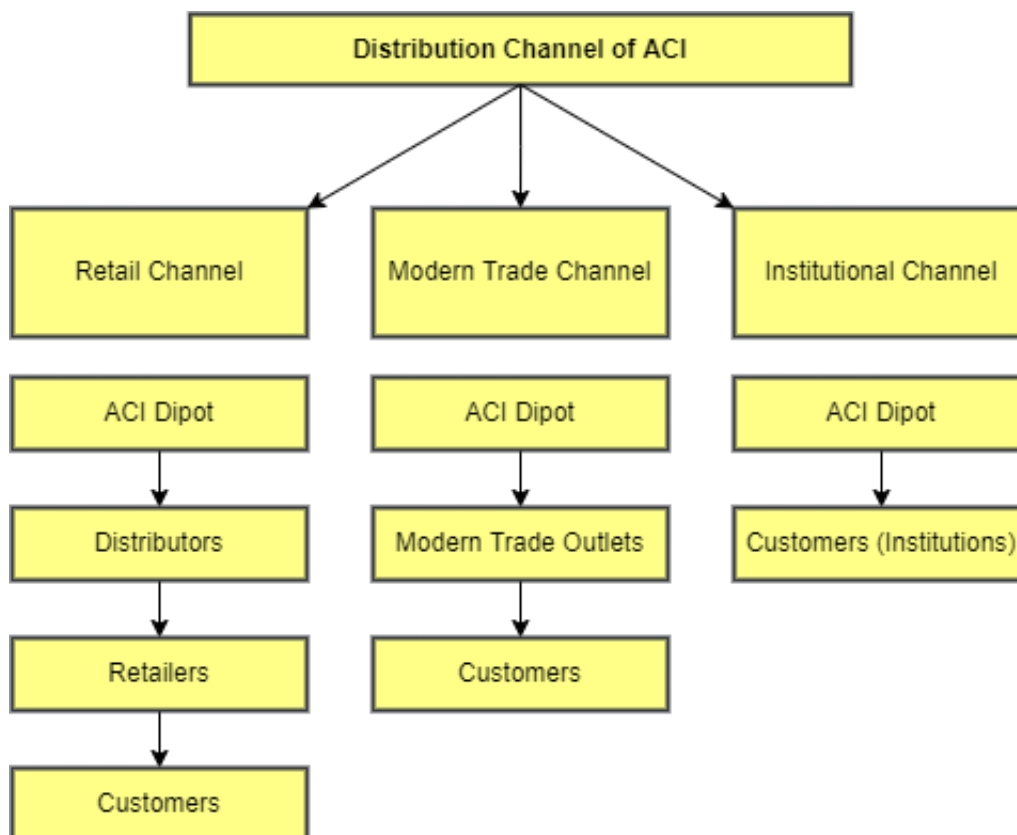 Distribution Channel of ACI
Retail Channel
Modern Trade Channel
Institutional Channel
ACI Dipot
ACI Dipot
ACI Dipot
Distributors
Modern Trade Outlets
Customers (Institutions)
Retailers
Customers
Customers